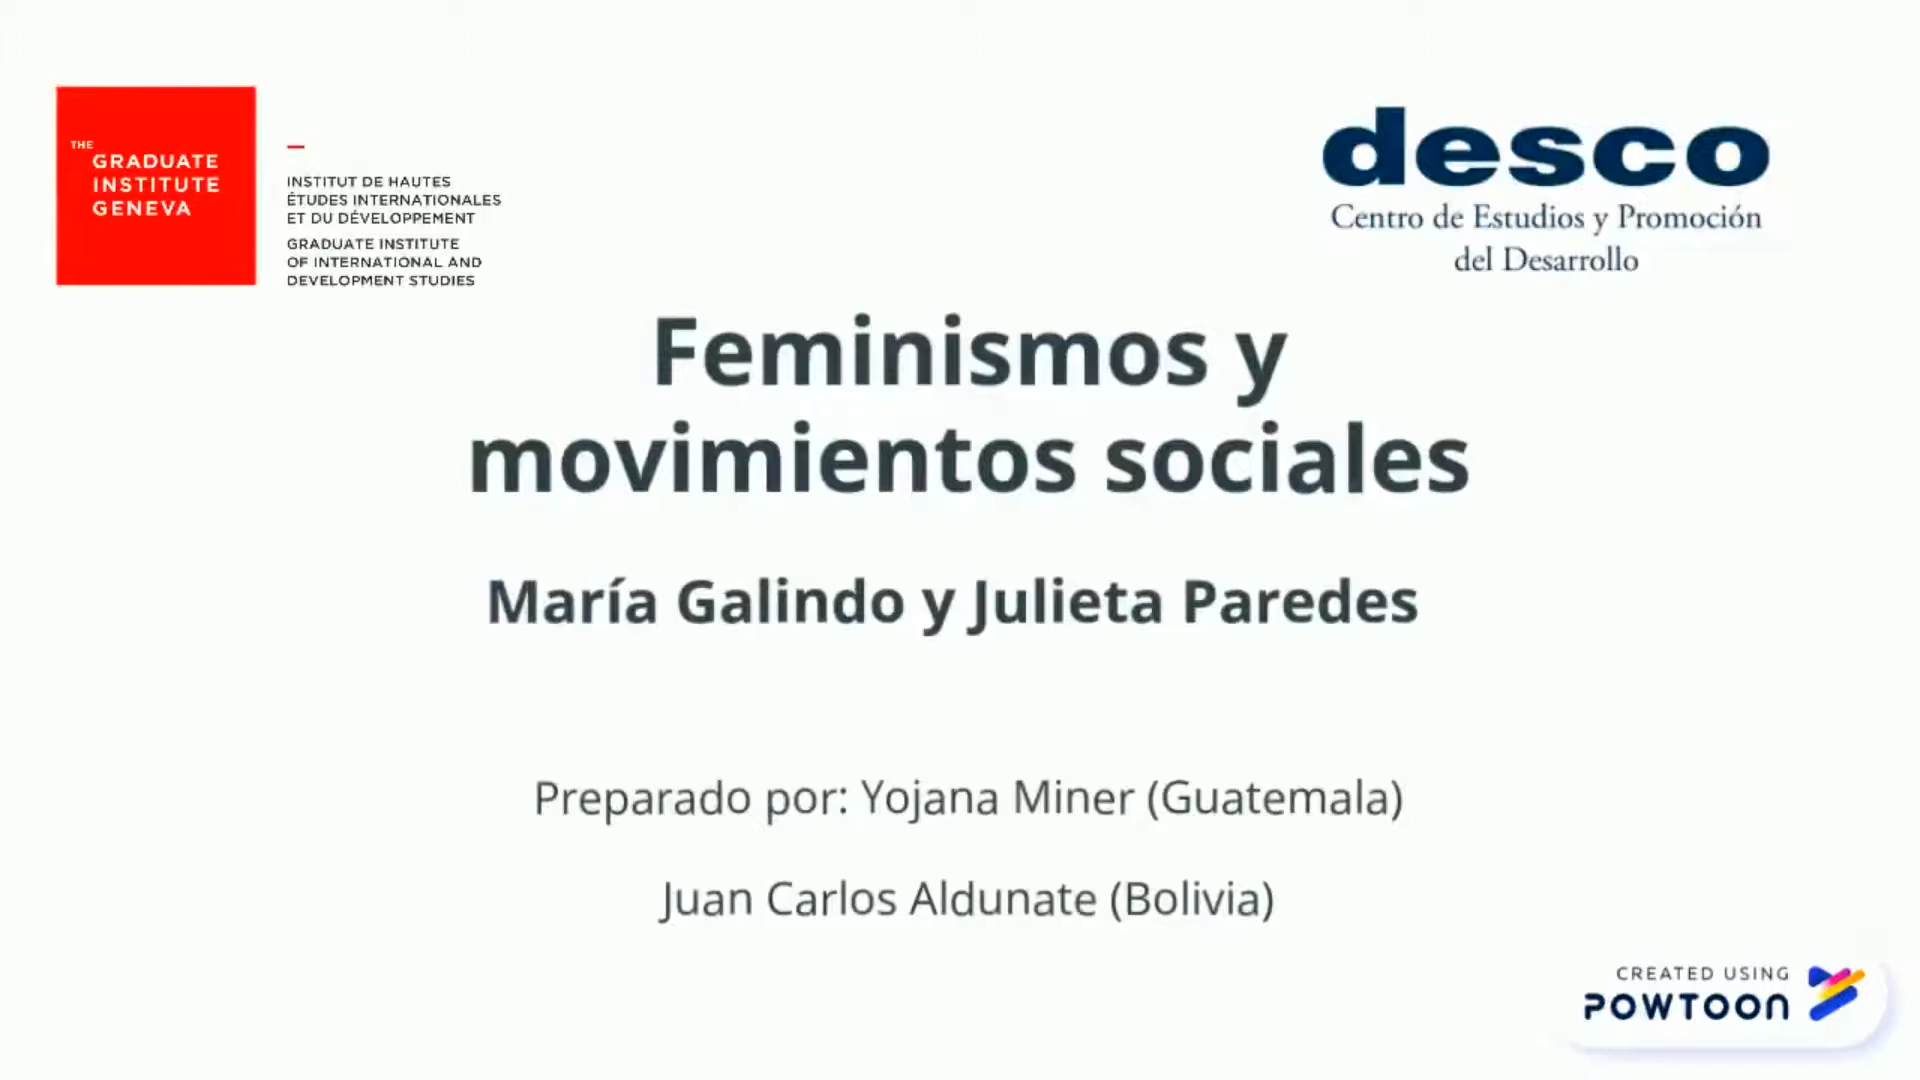 THE
GRADUATE
INSTITUTE
GENEVA
INSTITUT DE HAUTES
ÉTUDES INTERNATIONALES
ET DU DÉVELOPPEMENT
GRADUATE INSTITUTE
OF INTERNATIONAL AND
DEVELOPMENT STUDIES
desco
Centro de Estudios y Promoción
del Desarrollo
Feminismos y
movimientos sociales
María Galindo y Julieta Paredes
Preparado por: Yojana Miner (Guatemala)
Juan Carlos Aldunate (Bolivia)
CREATED USING
POWTOON